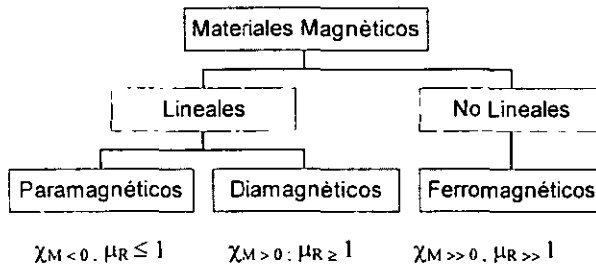 Materiales Magnèticos
Lineales No Lineales
Paramagnéticos Diamagnèticos Ferromagnéticos
χM < 0 . μR ≤ 1 χM > 0 ; μR ≥ 1 χM >> 0 , μR >> 1